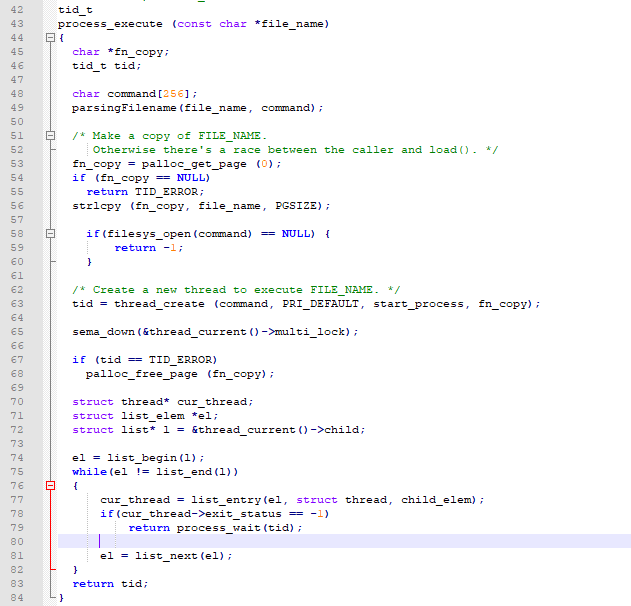 42 tid_t
43 process_execute (const char *file_name)
44 {
45 char *fn_copy;
46 tid_t tid;
47
48 char command[256];
49 parsingFilename(file_name, command);
50
51 /* Make a copy of FILE_NAME.
52 Otherwise there's a race between the caller and load(). */
53 fn_copy = palloc_get_page (0);
54 if (fn_copy == NULL)
55 return TID_ERROR;
56 strlcpy (fn_copy, file_name, PGSIZE);
57
58 if(filesys_open(command) == NULL) {
59 return -1;
60 }
61
62 /* Create a new thread to execute FILE_NAME. */
63 tid = thread_create (command, PRI_DEFAULT, start_process, fn_copy);
64
65 sema_down(&thread_current()->multi_lock);
66
67 if (tid == TID_ERROR)
68 palloc_free_page (fn_copy);
69
70 struct thread* cur_thread;
71 struct list_elem *el;
72 struct list* l = &thread_current()->child;
73
74 el = list_begin(l);
75 while(el != list_end(l))
76 {
77 cur_thread = list_entry(el, struct thread, child_elem);
78 if(cur_thread->exit_status == -1)
79 return process_wait(tid);
80
81 el = list_next(el);
82 }
83 return tid;
84 }